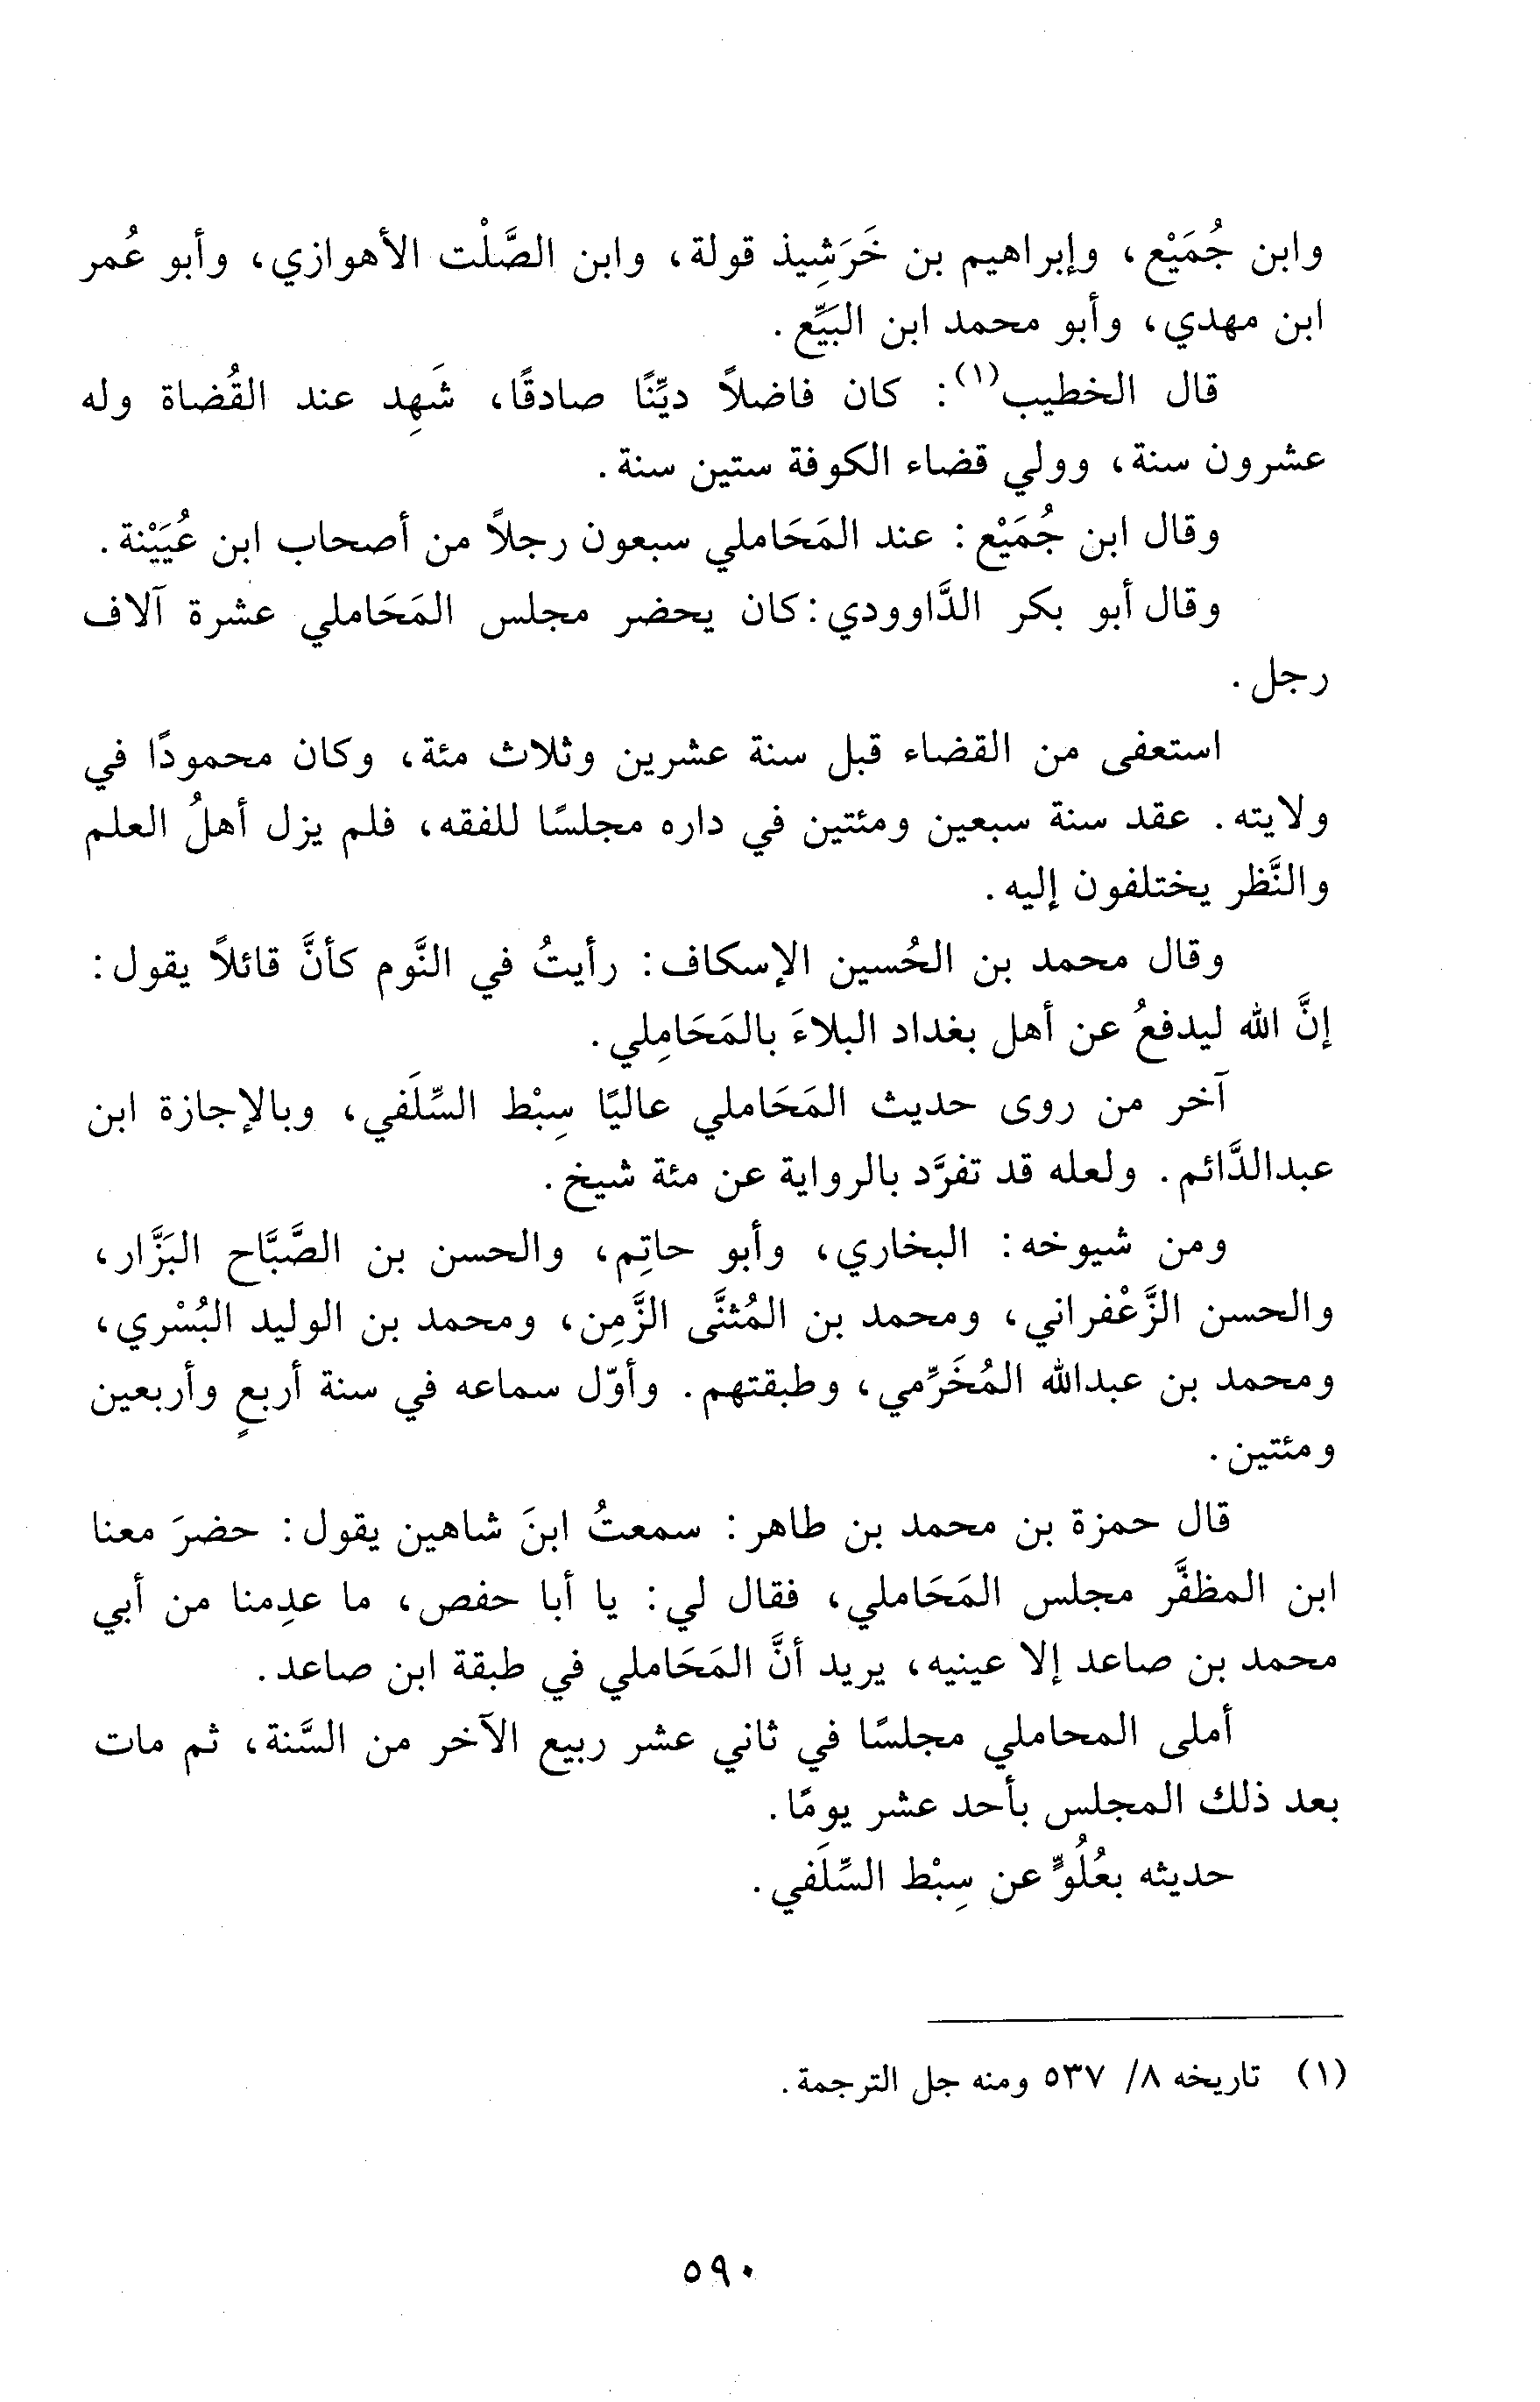 وابن جُمَيْع، وإبراهيم بن خَرَشِيذ قولة، وابن الصَّلْت الأهوازي، وأبو عُمر
ابن مهدي، وأبو محمد ابن البَيِّع.
قال الخطيب(١): كان فاضلاً ديِّنًا صادقًا، شَهِد عند القُضاة وله
عشرون سنة، وولي قضاء الكوفة ستين سنة.
وقال ابن جُمَيْع: عند المَحَاملي سبعون رجلاً من أصحاب ابن عُيَيْنة.
وقال أبو بكر الدَّاوودي: كان يحضر مجلس المَحَاملي عشرة آلاف
رجل.
استعفى من القضاء قبل سنة عشرين وثلاث مئة، وكان محمودًا في
ولايته. عقد سنة سبعين ومئتين في داره مجلسًا للفقه، فلم يزل أهلُ العلم
والنَّظر يختلفون إليه.
وقال محمد بن الحُسين الإسكاف: رأيتُ في النَّوم كأنَّ قائلاً يقول:
إنَّ الله ليدفعُ عن أهل بغداد البلاءَ بالمَحَامِلي.
آخر من روى حديث المَحَاملي عاليًا سِبْط السِّلَفي، وبالإجازة ابن
عبدالدَّائم. ولعله قد تفرَّد بالرواية عن مئة شيخ.
ومن شيوخه: البخاري، وأبو حاتِم، والحسن بن الصَّبَّاح البَزَّار،
والحسن الزَّعْفراني، ومحمد بن المُثنَّى الزَّمِن، ومحمد بن الوليد البُسْري،
ومحمد بن عبدالله المُخَرِّمي، وطبقتهم. وأوّل سماعه في سنة أربعٍ وأربعين
ومئتين.
قال حمزة بن محمد بن طاهر: سمعتُ ابنَ شاهين يقول: حضرَ معنا
ابن المظفَّر مجلس المَحَاملي، فقال لي: يا أبا حفص، ما عدِمنا من أبي
محمد بن صاعد إلا عينيه، يريد أنَّ المَحَاملي في طبقة ابن صاعد.
أملى المحاملي مجلسًا في ثاني عشر ربيع الآخر من السَّنة، ثم مات
بعد ذلك المجلس بأحد عشر يومًا.
حديثه بعُلُوٍّ عن سِبْط السِّلَفي.
(١) تاريخه ٨/ ٥٣٧ ومنه جل الترجمة.
٥٩٠